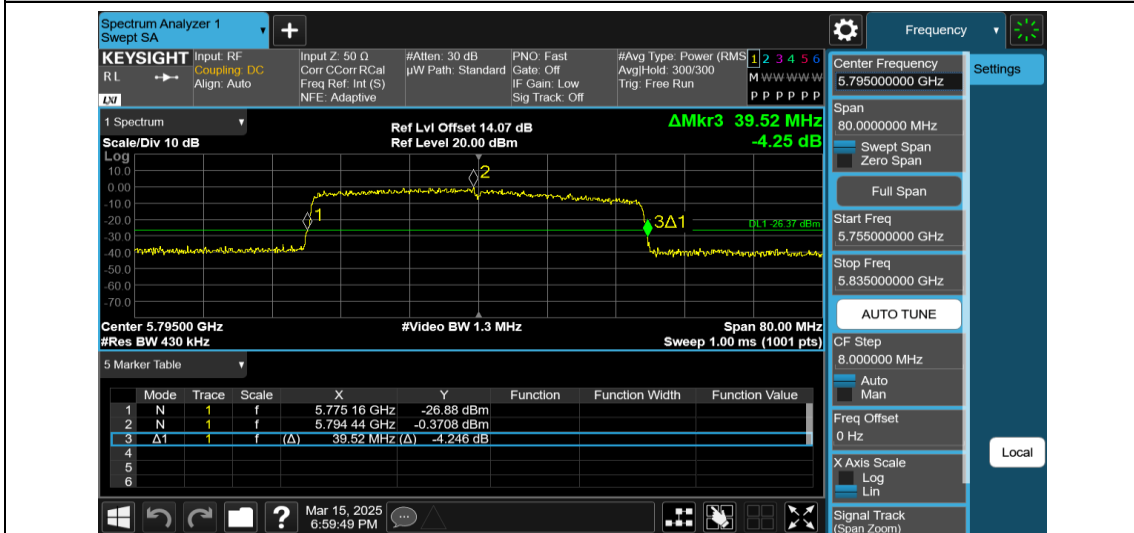 Spectrum Analyzer 1
Swept SA
Frequency
KEYSIGHT
R L
LXI
Input: RF
Coupling: DC
Align: Auto
Input Z: 50 Ω
Corr CCorr RCal
Freq Ref: Int (S)
NFE: Adaptive
#Atten: 30 dB
µW Path: Standard
PNO: Fast
Gate: Off
IF Gain: Low
Sig Track: Off
#Avg Type: Power (RMS
Avg|Hold: 300/300
Trig: Free Run
1 2 3 4 5 6
M W W W W W
P P P P P P
1 Spectrum
Scale/Div 10 dB
Ref Lvl Offset 14.07 dB
Ref Level 20.00 dBm
ΔMkr3 39.52 MHz
-4.25 dB
Log
10.0
0.00
-10.0
-20.0
-30.0
-40.0
-50.0
-60.0
-70.0
1
2
3Δ1
DL1 -26.37 dBm
Center 5.79500 GHz
#Video BW 1.3 MHz
Span 80.00 MHz
#Res BW 430 kHz
Sweep 1.00 ms (1001 pts)
5 Marker Table
Mode Trace Scale X Y Function Function Width Function Value
1 N 1 f 5.775 16 GHz -26.88 dBm
2 N 1 f 5.794 44 GHz -0.3708 dBm
3 Δ1 1 f (Δ) 39.52 MHz (Δ) -4.246 dB
4
5
6
Mar 15, 2025
6:59:49 PM
?
Center Frequency
5.795000000 GHz
Span
80.0000000 MHz
Swept Span
Zero Span
Full Span
Start Freq
5.755000000 GHz
Stop Freq
5.835000000 GHz
AUTO TUNE
CF Step
8.000000 MHz
Auto
Man
Freq Offset
0 Hz
X Axis Scale
Log
Lin
Signal Track
(Span Zoom)
Settings
Local